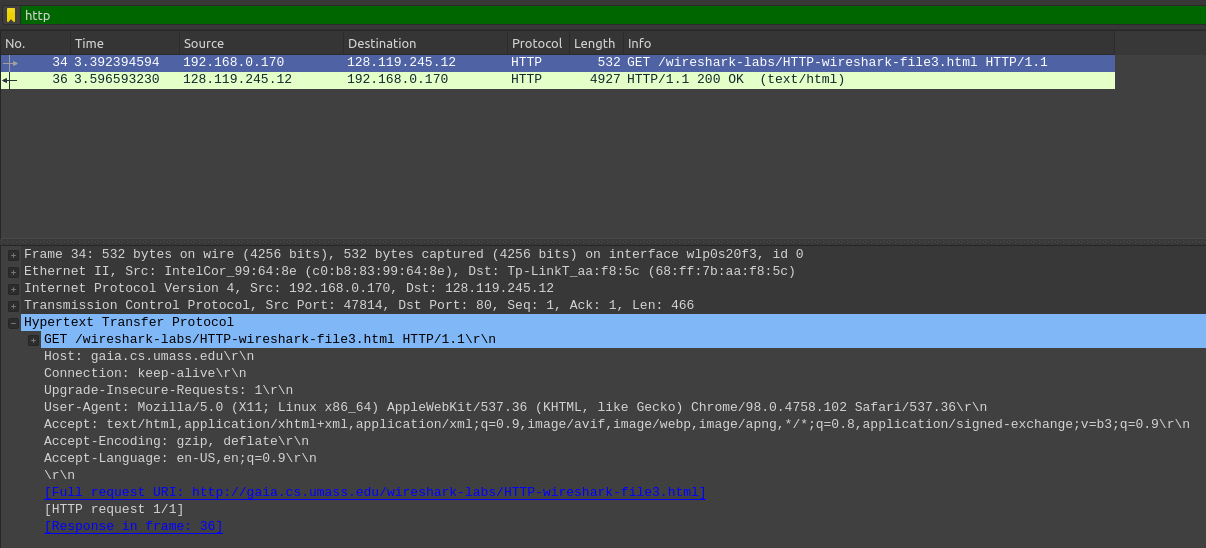 http
No. Time Source Destination Protocol Length Info
34 3.392394594 192.168.0.170 128.119.245.12 HTTP 532 GET /wireshark-labs/HTTP-wireshark-file3.html HTTP/1.1
36 3.596593230 128.119.245.12 192.168.0.170 HTTP 4927 HTTP/1.1 200 OK  (text/html)
Frame 34: 532 bytes on wire (4256 bits), 532 bytes captured (4256 bits) on interface wlp0s20f3, id 0
Ethernet II, Src: IntelCor_99:64:8e (c0:b8:83:99:64:8e), Dst: Tp-LinkT_aa:f8:5c (68:ff:7b:aa:f8:5c)
Internet Protocol Version 4, Src: 192.168.0.170, Dst: 128.119.245.12
Transmission Control Protocol, Src Port: 47814, Dst Port: 80, Seq: 1, Ack: 1, Len: 466
Hypertext Transfer Protocol
GET /wireshark-labs/HTTP-wireshark-file3.html HTTP/1.1\r\n
Host: gaia.cs.umass.edu\r\n
Connection: keep-alive\r\n
Upgrade-Insecure-Requests: 1\r\n
User-Agent: Mozilla/5.0 (X11; Linux x86_64) AppleWebKit/537.36 (KHTML, like Gecko) Chrome/98.0.4758.102 Safari/537.36\r\n
Accept: text/html,application/xhtml+xml,application/xml;q=0.9,image/avif,image/webp,image/apng,*/*;q=0.8,application/signed-exchange;v=b3;q=0.9\r\n
Accept-Encoding: gzip, deflate\r\n
Accept-Language: en-US,en;q=0.9\r\n
\r\n
[Full request URI: http://gaia.cs.umass.edu/wireshark-labs/HTTP-wireshark-file3.html]
[HTTP request 1/1]
[Response in frame: 36]